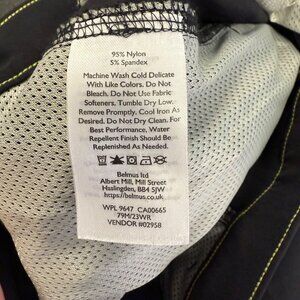 95% Nylon
5% Spandex
Machine Wash Cold Delicate
With Like Colors. Do Not
Bleach. Do Not Use Fabric
Softeners. Tumble Dry Low.
Remove Promptly. Cool Iron As
Desired. Do Not Dry Clean. For
Best Performance, Water
Repellent Finish Should Be
Replenished As Needed.
Belmus ltd
Albert Mill, Mill Street
Haslingden, BB4 5JW
https://belmus.co.uk
WPL 9647 CA00665
79M/23WR
VENDOR #02958